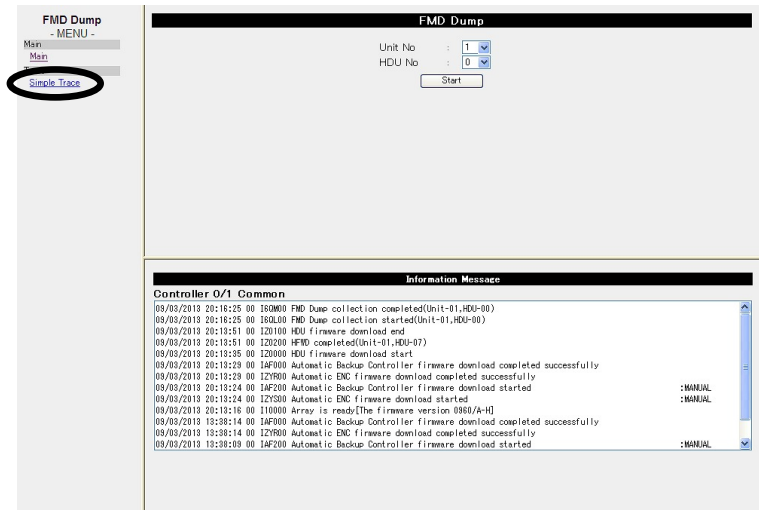 FMD Dump
- MENU -
Main
Main
Simple Trace
FMD Dump
Unit No : 1
HDU No : 0
Start
Information Message
Controller 0/1 Common
09/03/2013 20:16:25 00 I6QM00 FMD Dump collection completed(Unit-01,HDU-00)
09/03/2013 20:16:25 00 I6QL00 FMD Dump collection started(Unit-01,HDU-00)
09/03/2013 20:13:51 00 IZ0100 HDU firmware download end
09/03/2013 20:13:51 00 IZ0200 HFWD completed(Unit-01,HDU-07)
09/03/2013 20:13:35 00 IZ0000 HDU firmware download start
09/03/2013 20:13:29 00 IAF000 Automatic Backup Controller firmware download completed successfully
09/03/2013 20:13:29 00 IZYR00 Automatic ENC firmware download completed successfully
09/03/2013 20:13:24 00 IAF200 Automatic Backup Controller firmware download started :MANUAL
09/03/2013 20:13:24 00 IZYS00 Automatic ENC firmware download started :MANUAL
09/03/2013 20:13:16 00 I10000 Array is ready[The firmware version 0960/A-H]
09/03/2013 13:38:14 00 IAF000 Automatic Backup Controller firmware download completed successfully
09/03/2013 13:38:14 00 IZYR00 Automatic ENC firmware download completed successfully
09/03/2013 13:38:09 00 IAF200 Automatic Backup Controller firmware download started :MANUAL